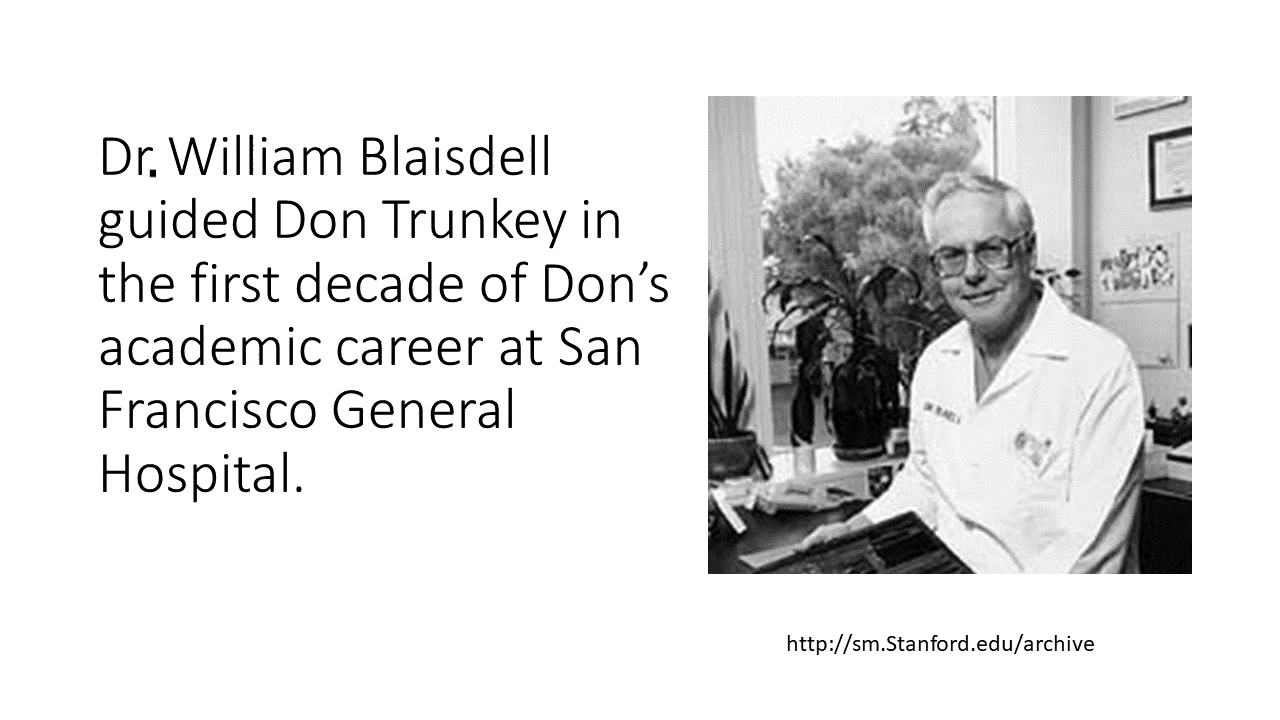 Dr. William Blaisdell
guided Don Trunkey in
the first decade of Don’s
academic career at San
Francisco General
Hospital.
http://sm.Stanford.edu/archive